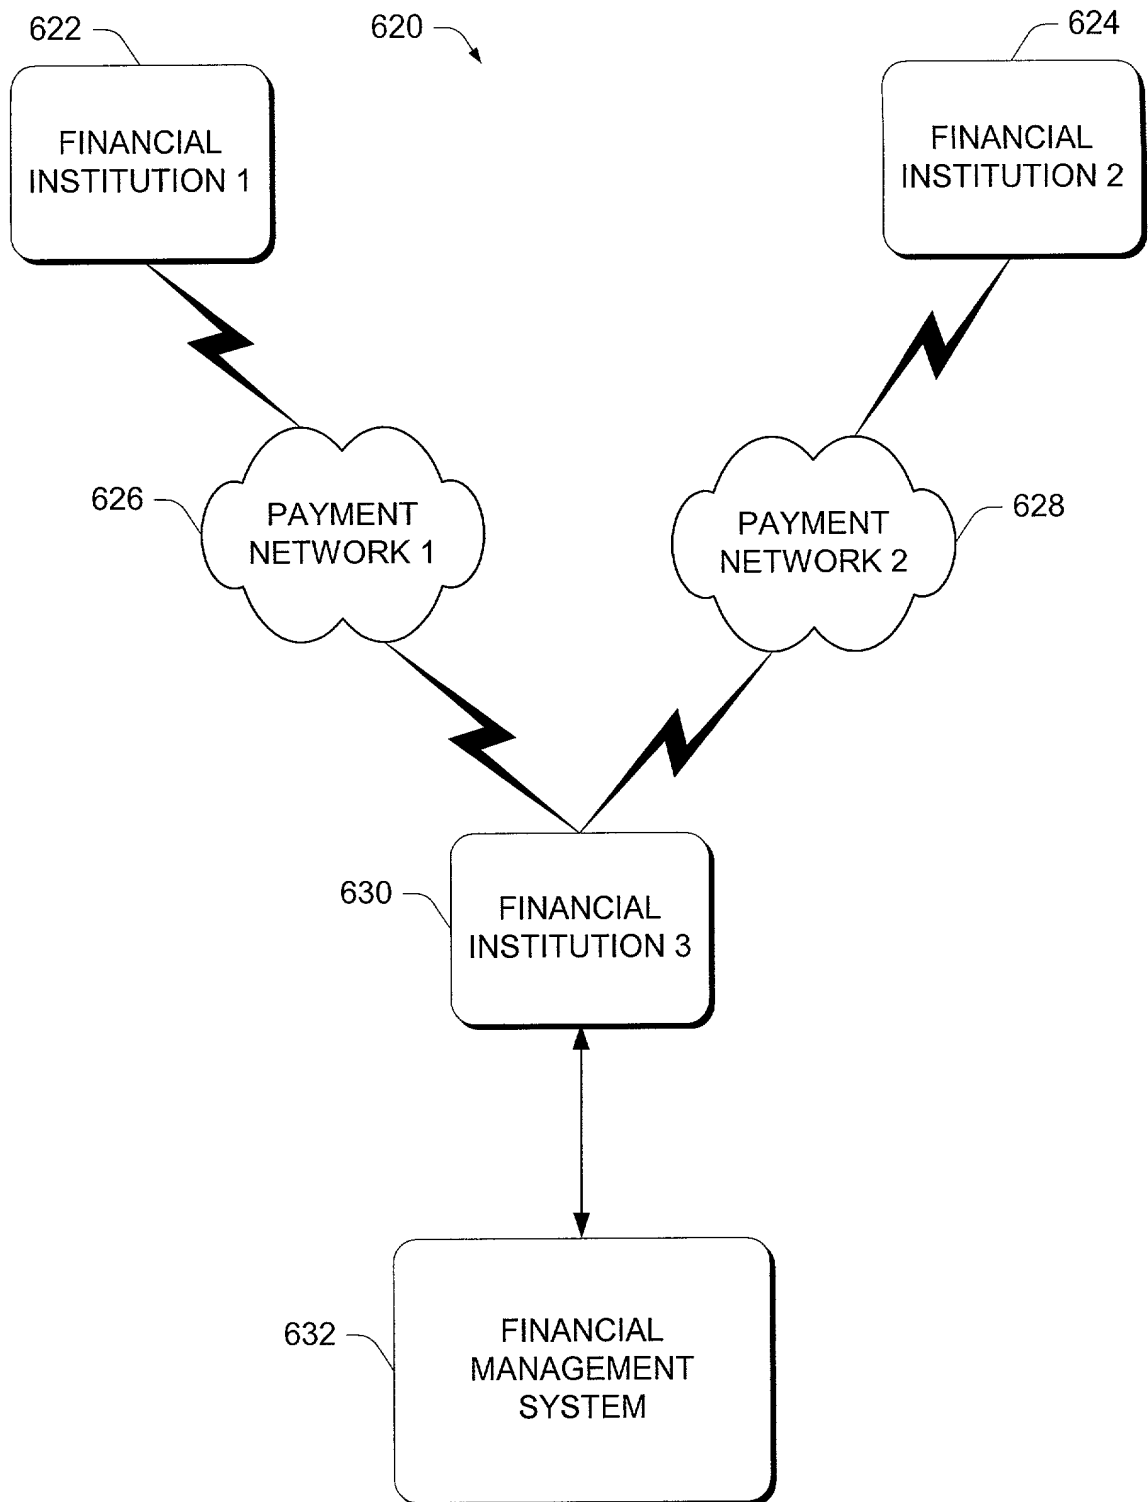 622
620
624
FINANCIAL
INSTITUTION 1
FINANCIAL
INSTITUTION 2
626
PAYMENT
NETWORK 1
PAYMENT
NETWORK 2
628
630
FINANCIAL
INSTITUTION 3
632
FINANCIAL
MANAGEMENT
SYSTEM